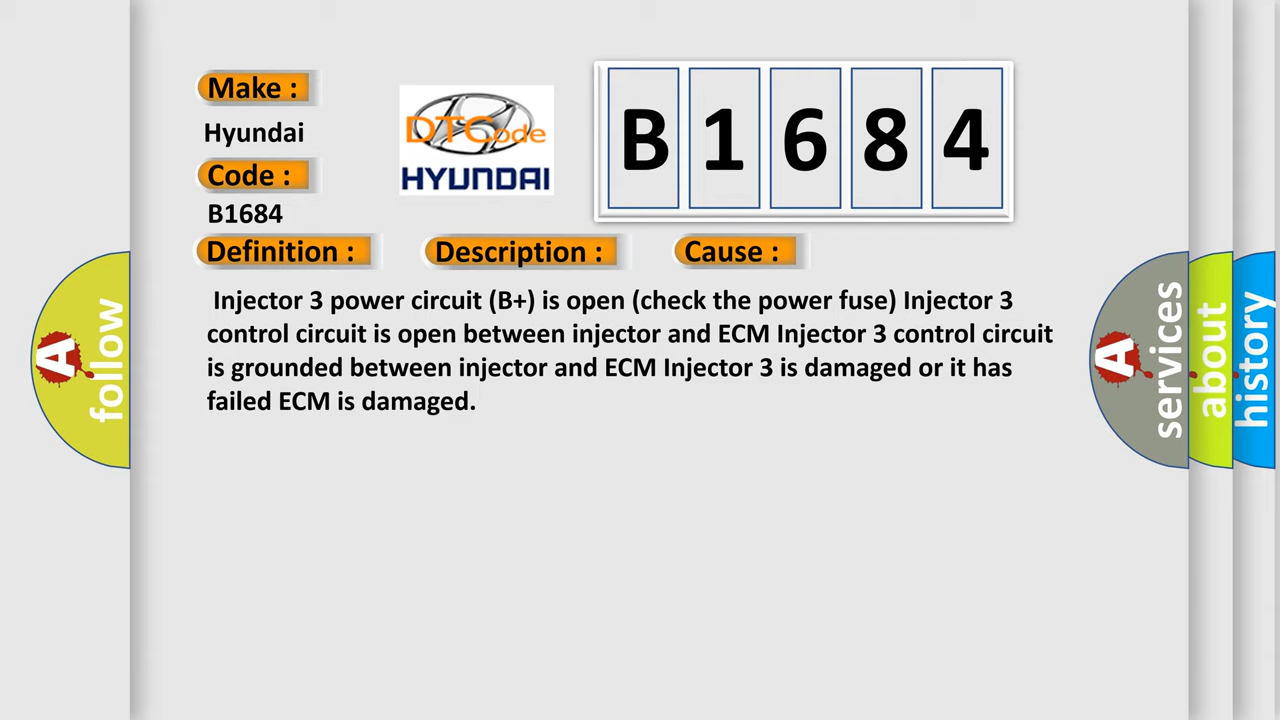 Make :
Hyundai
Code :
B1684
DTCode
HYUNDAI
B 1 6 8 4
Definition :
Description :
Cause :
Injector 3 power circuit (B+) is open (check the power fuse) Injector 3
control circuit is open between injector and ECM Injector 3 control circuit
is grounded between injector and ECM Injector 3 is damaged or it has
failed ECM is damaged.
A
follow
A
services
about
history